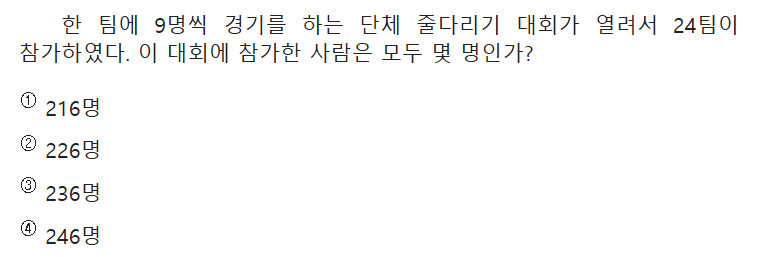 한 팀에 9명씩 경기를 하는 단체 줄다리기 대회가 열려서 24팀이
참가하였다. 이 대회에 참가한 사람은 모두 몇 명인가?
① 216명
② 226명
③ 236명
④ 246명